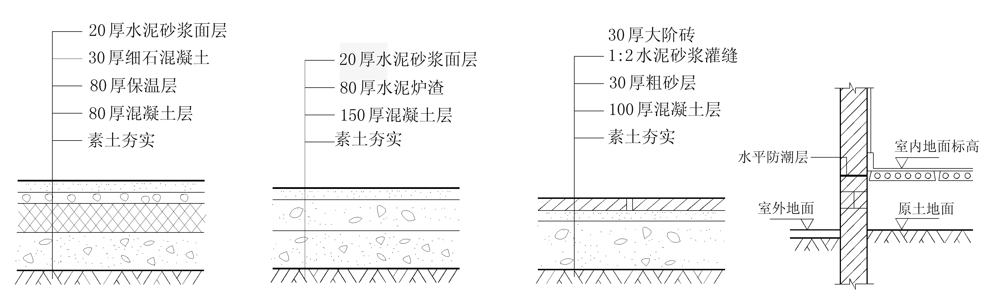 20厚水泥砂浆面层
30厚细石混凝土
80厚保温层
80厚混凝土层
素土夯实
20厚水泥砂浆面层
80厚水泥炉渣
150厚混凝土层
素土夯实
30厚大阶砖
1:2水泥砂浆灌缝
30厚粗砂层
100厚混凝土层
素土夯实
水平防潮层
室内地面标高
室外地面
原土地面